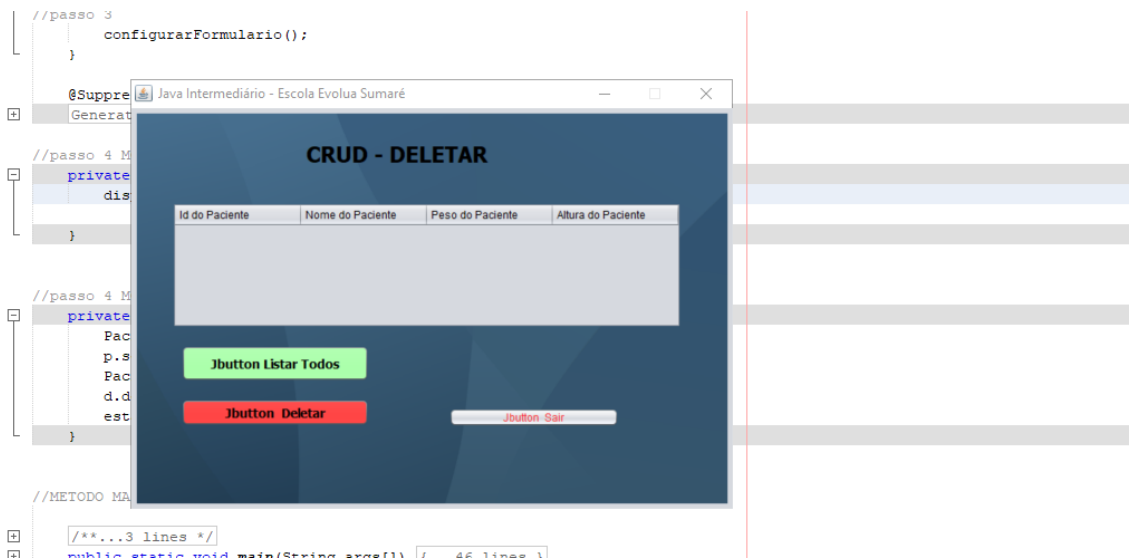 //passo 3
configurarFormulario();
}
@Suppre
Generat
Java Intermediário - Escola Evolua Sumaré
CRUD - DELETAR
//passo 4 M
private
dis
}
Id do Paciente Nome do Paciente Peso do Paciente Altura do Paciente
//passo 4 M
private
Pac
p.s
Pac
d.d
est
}
Jbutton Listar Todos
Jbutton Deletar
Jbutton Sair
//METODO MA
/**...3 lines */
public static void main(String args[]) {...46 lines }